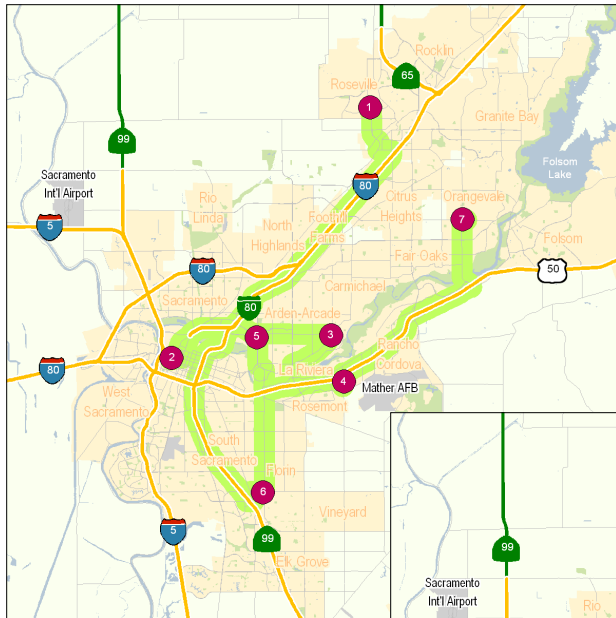 Rocklin
Roseville
65
1
Granite Bay
99
Folsom
Lake
Sacramento
Int'l Airport
80
Citrus
Heights
Orangevale
7
Rio
Linda
Foothill
Farms
North
Highlands
5
Fair Oaks
Folsom
50
80
Carmichael
Sacramento
80
Arden-Arcade
5
3
2
La Riviera
Rancho
Cordova
80
4
Mather AFB
West
Sacramento
Rosemont
South
Sacramento
Florin
6
Vineyard
5
99
Elk Grove
99
Sacramento
Int'l Airport
Rio